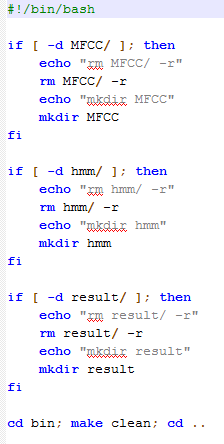 #!/bin/bash

if [ -d MFCC/ ]; then
    echo "rm MFCC/ -r"
    rm MFCC/ -r
    echo "mkdir MFCC"
    mkdir MFCC
fi

if [ -d hmm/ ]; then
    echo "rm hmm/ -r"
    rm hmm/ -r
    echo "mkdir hmm"
    mkdir hmm
fi

if [ -d result/ ]; then
    echo "rm result/ -r"
    rm result/ -r
    echo "mkdir result"
    mkdir result
fi

cd bin; make clean; cd ..